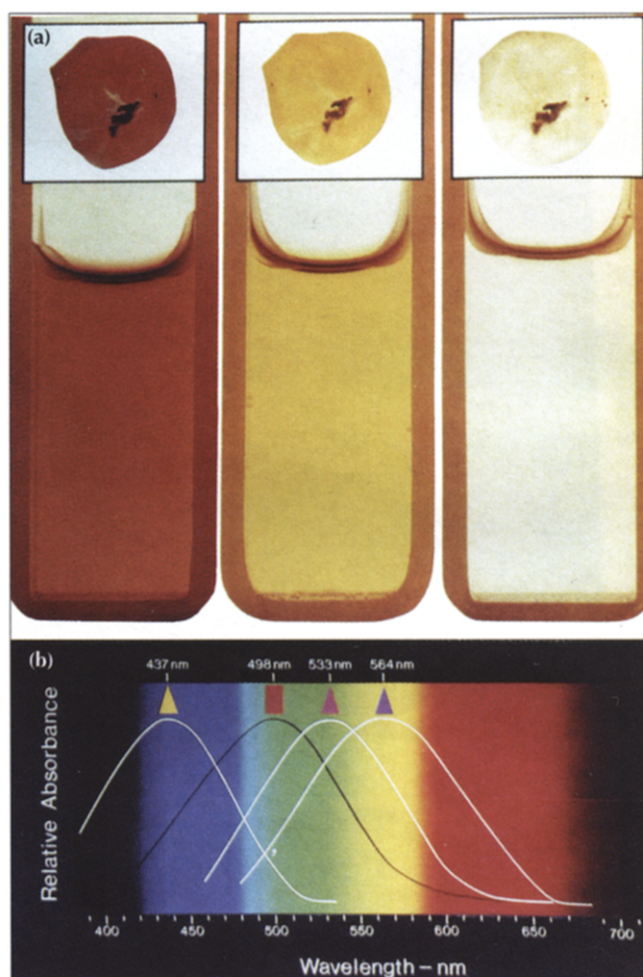 (a)
(b)
437 nm 498 nm 533 nm 564 nm
Relative Absorbance
?
400 450 500 550 600 650 700
Wavelength – nm